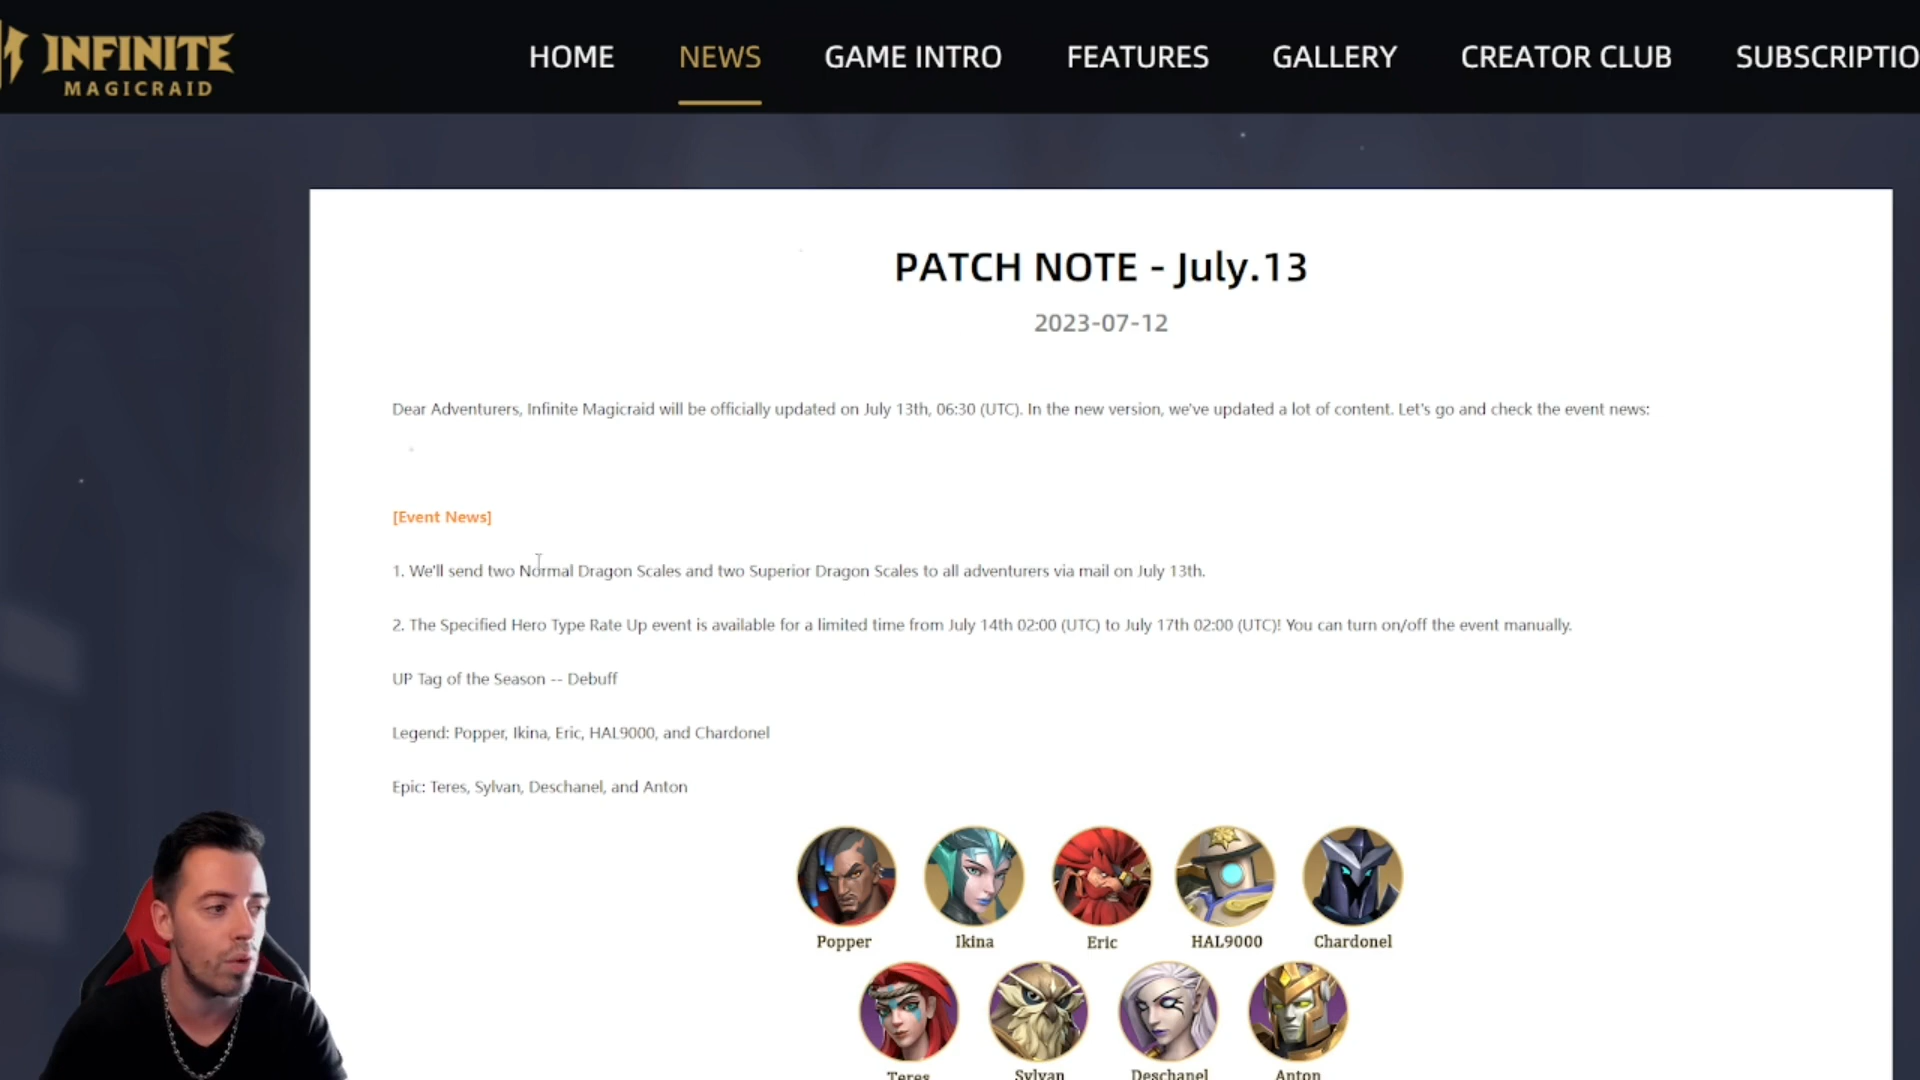 INFINITE
MAGICRAID
HOME NEWS GAME INTRO FEATURES GALLERY CREATOR CLUB SUBSCRIPTIO
PATCH NOTE - July.13
2023-07-12
Dear Adventurers, Infinite Magicraid will be officially updated on July 13th, 06:30 (UTC). In the new version, we've updated a lot of content. Let's go and check the event news:
[Event News]
1. We'll send two Normal Dragon Scales and two Superior Dragon Scales to all adventurers via mail on July 13th.
2. The Specified Hero Type Rate Up event is available for a limited time from July 14th 02:00 (UTC) to July 17th 02:00 (UTC)! You can turn on/off the event manually.
UP Tag of the Season -- Debuff
Legend: Popper, Ikina, Eric, HAL9000, and Chardonel
Epic: Teres, Sylvan, Deschanel, and Anton
Popper Ikina Eric HAL9000 Chardonel
Teres Sylvan Deschanel Anton